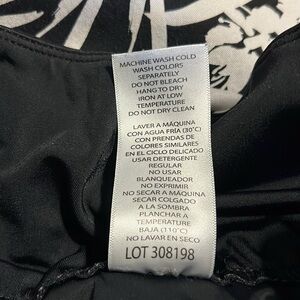 MACHINE WASH COLD
WASH COLORS
SEPARATELY
DO NOT BLEACH
HANG TO DRY
IRON AT LOW
TEMPERATURE
DO NOT DRY CLEAN
LAVER A MÁQUINA
CON AGUA FRÍA (30°C)
CON PRENDAS DE
COLORES SIMILARES
EN EL CICLO DELICADO
USAR DETERGENTE
REGULAR
NO USAR
BLANQUEADOR
NO EXPRIMIR
NO SECAR A MÁQUINA
SECAR COLGADO
A LA SOMBRA
PLANCHAR A
TEMPERATURA
BAJA (110°C)
NO LAVAR EN SECO
LOT 308198